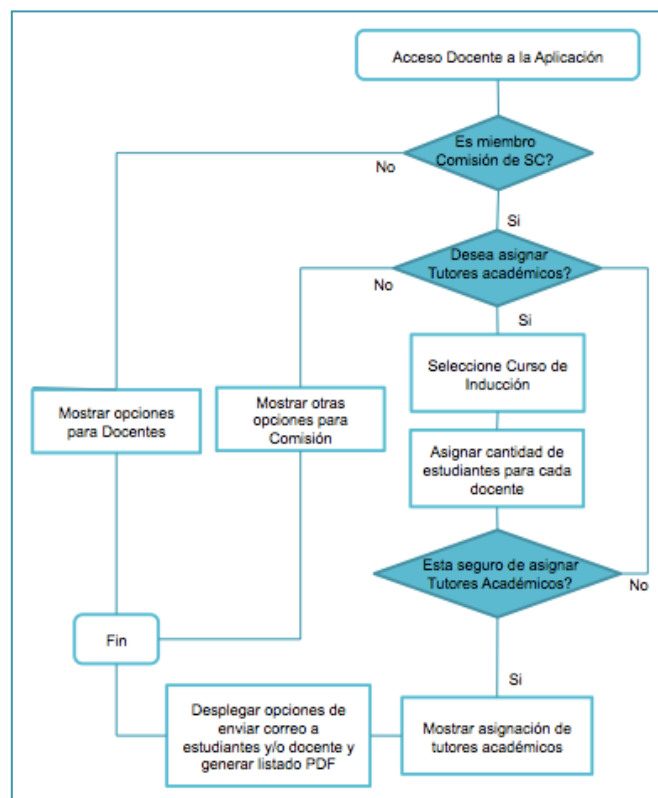 Acceso Docente a la Aplicación
Es miembro
Comisión de SC?
No
Si
Desea asignar
Tutores académicos?
No
Si
Seleccione Curso de
Inducción
Mostrar opciones
para Docentes
Mostrar otras
opciones para
Comisión
Asignar cantidad de
estudiantes para cada
docente
Esta seguro de asignar
Tutores Académicos?
No
Fin
Si
Desplegar opciones de
enviar correo a
estudiantes y/o docente y
generar listado PDF
Mostrar asignación de
tutores académicos